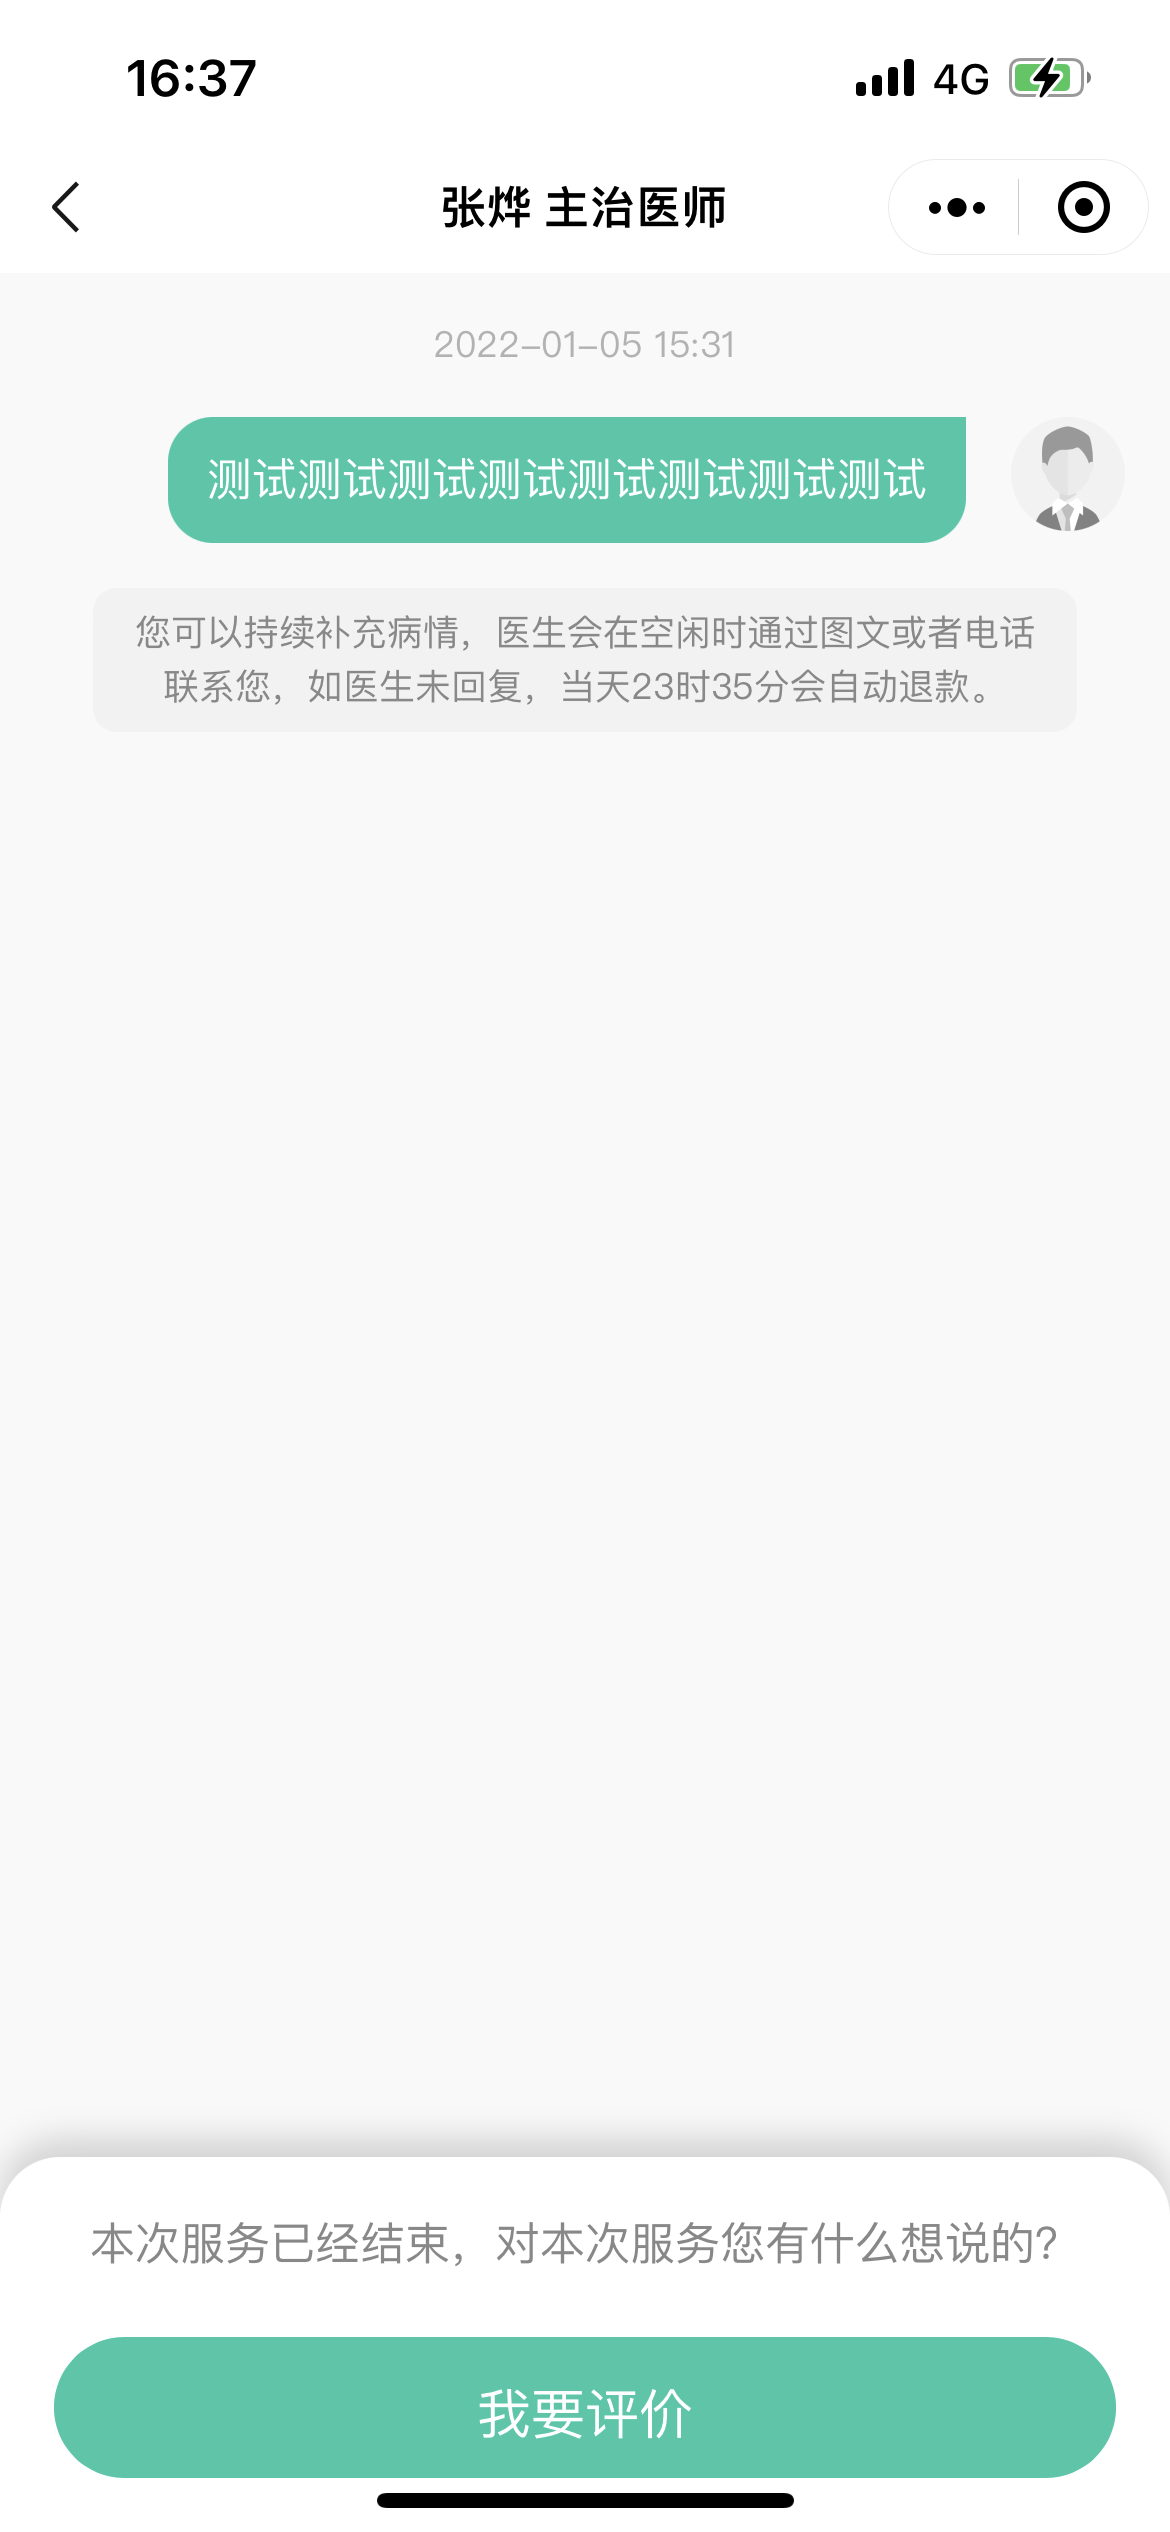 16:37
4G
张烨 主治医师
2022-01-05 15:31
测试测试测试测试测试测试测试测试
您可以持续补充病情，医生会在空闲时通过图文或者电话
联系您，如医生未回复，当天23时35分会自动退款。
本次服务已经结束，对本次服务您有什么想说的?
我要评价